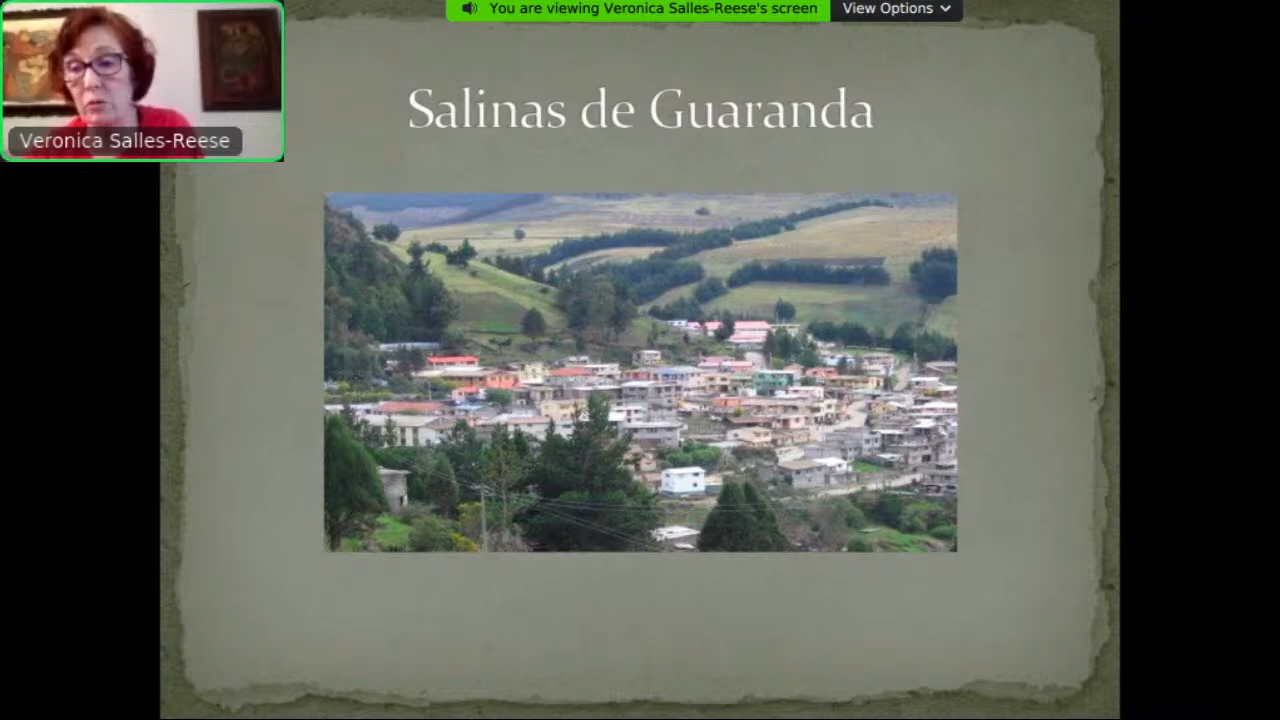 You are viewing Veronica Salles-Reese's screen
View Options
Veronica Salles-Reese
Salinas de Guaranda